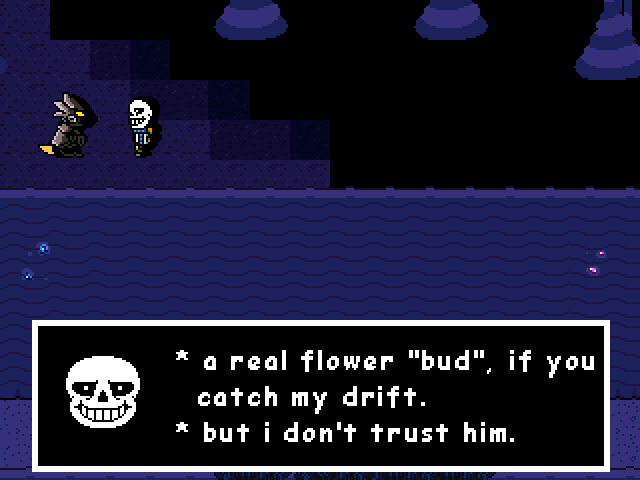 * a real flower "bud", if you
catch my drift.
* but i don't trust him.